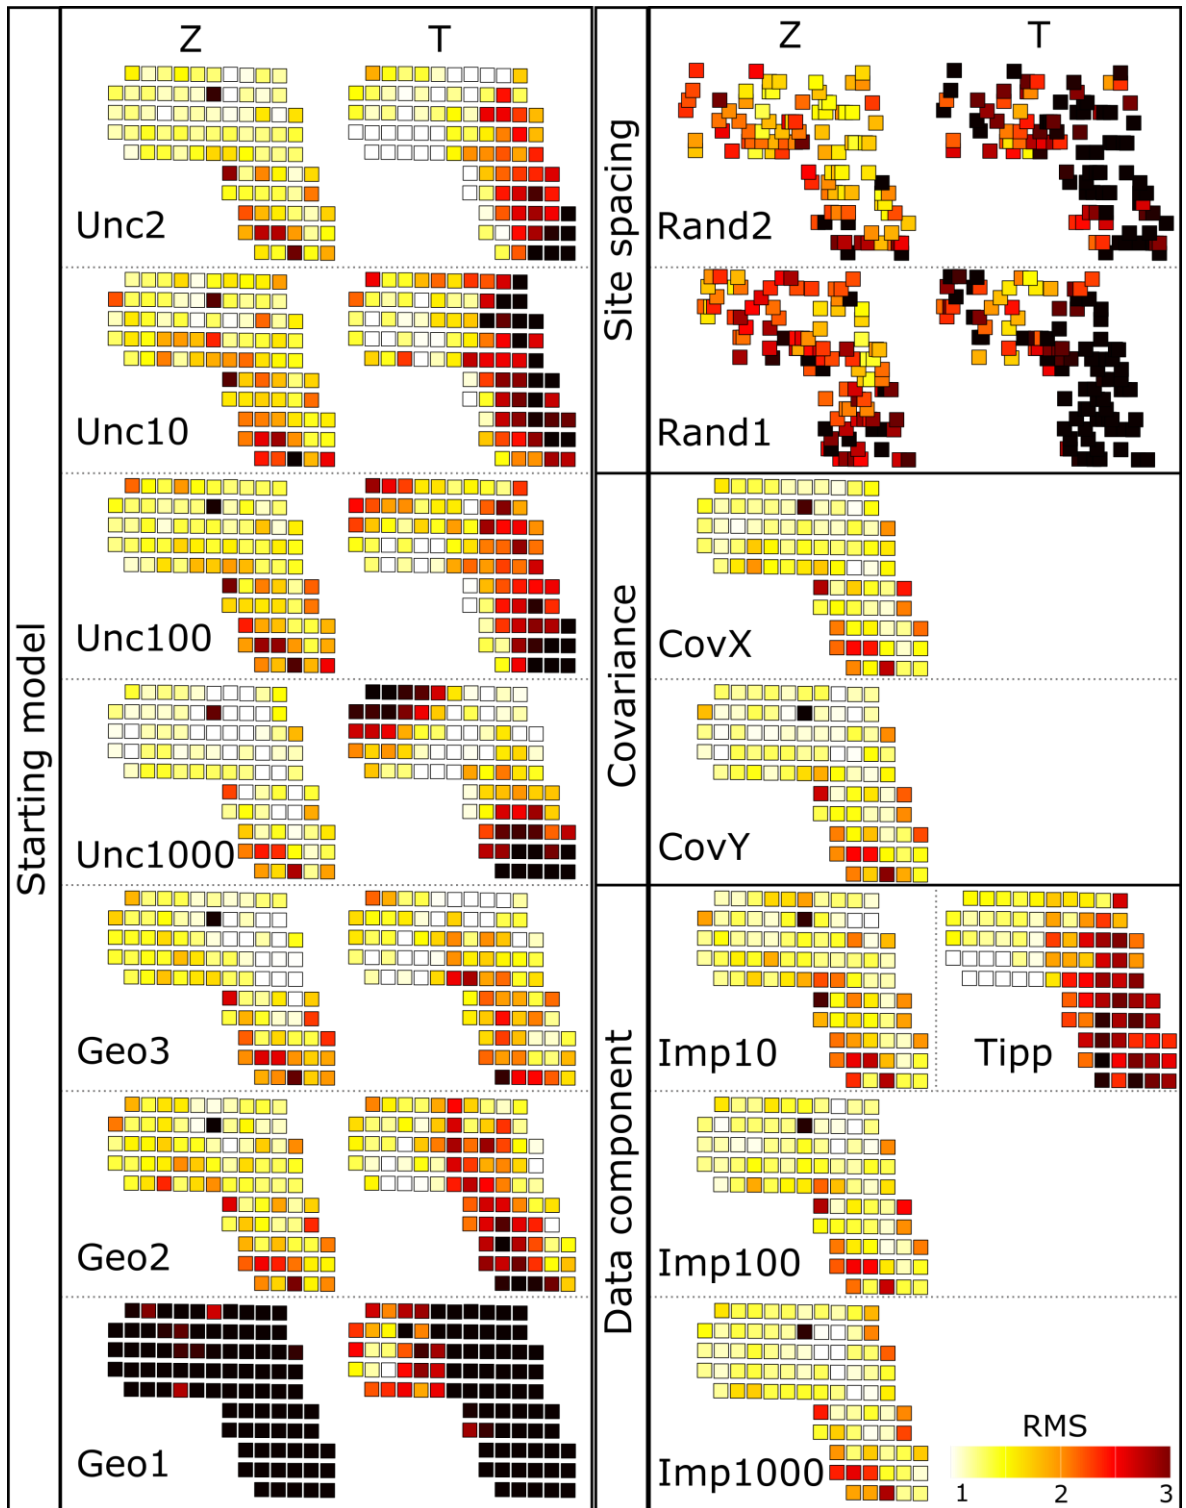 Starting model
Z T
Unc2
Unc10
Unc100
Unc1000
Geo3
Geo2
Geo1
Site spacing
Z T
Rand2
Rand1
Covariance
CovX
CovY
Data component
Imp10 Tipp
Imp100
Imp1000
RMS
1 2 3